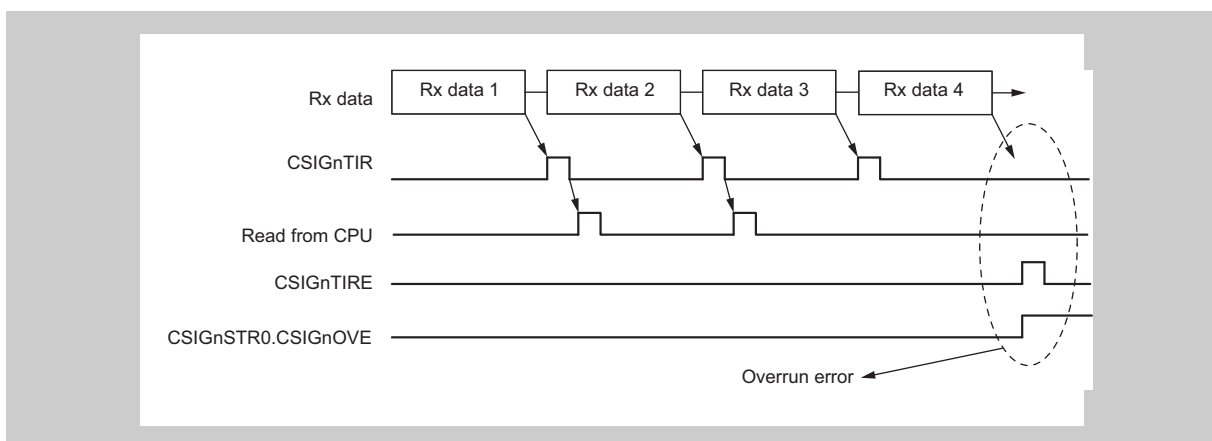 Rx data Rx data 1 Rx data 2 Rx data 3 Rx data 4
CSIGnTIR
Read from CPU
CSIGnTIRE
CSIGnSTR0.CSIGnOVE
Overrun error